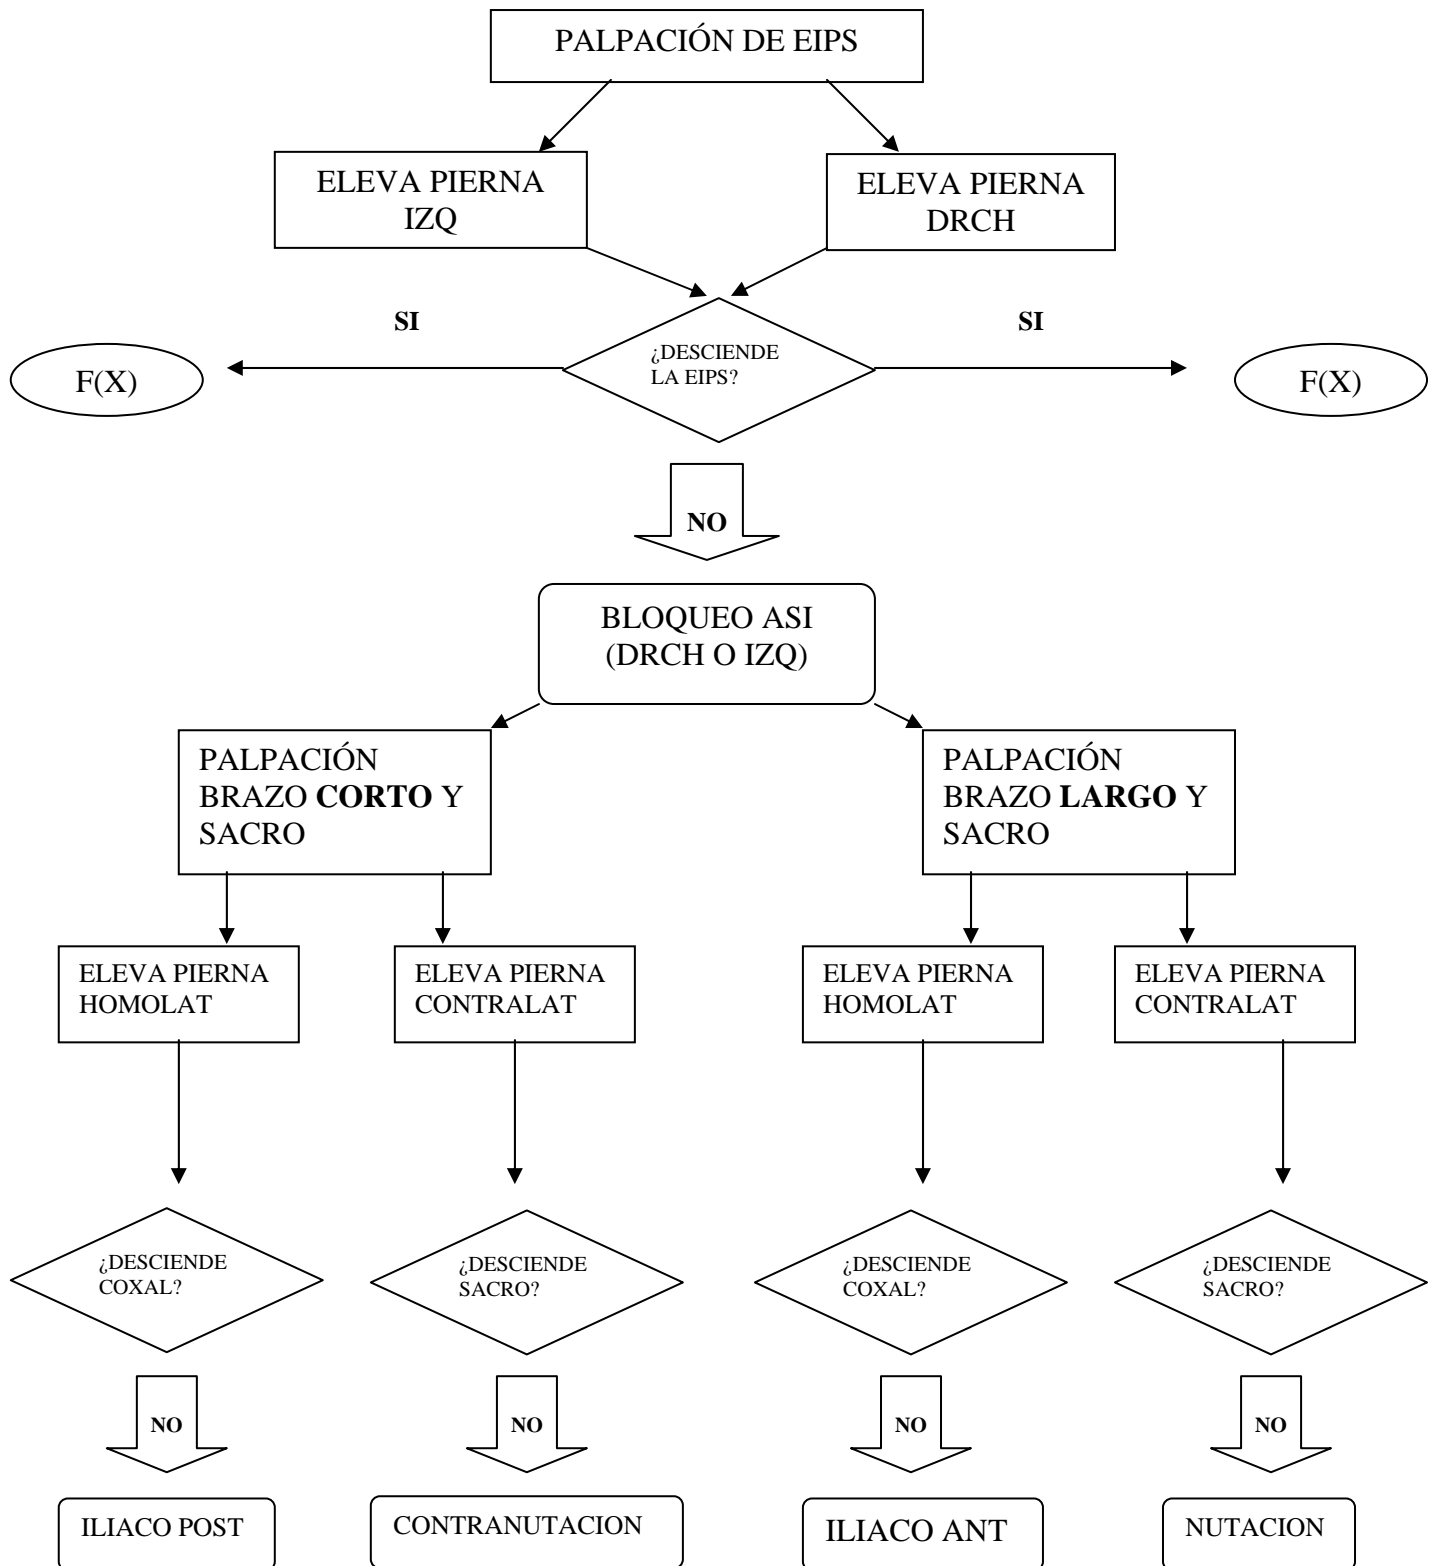 PALPACIÓN DE EIPS
ELEVA PIERNA
IZQ
ELEVA PIERNA
DRCH
SI
SI
¿DESCIENDE
LA EIPS?
F(X)
F(X)
NO
BLOQUEO ASI
(DRCH O IZQ)
PALPACIÓN
BRAZO CORTO Y
SACRO
PALPACIÓN
BRAZO LARGO Y
SACRO
ELEVA PIERNA
HOMOLAT
ELEVA PIERNA
CONTRALAT
ELEVA PIERNA
HOMOLAT
ELEVA PIERNA
CONTRALAT
¿DESCIENDE
COXAL?
¿DESCIENDE
SACRO?
¿DESCIENDE
COXAL?
¿DESCIENDE
SACRO?
NO
NO
NO
NO
ILIACO POST
CONTRANUTACION
ILIACO ANT
NUTACION